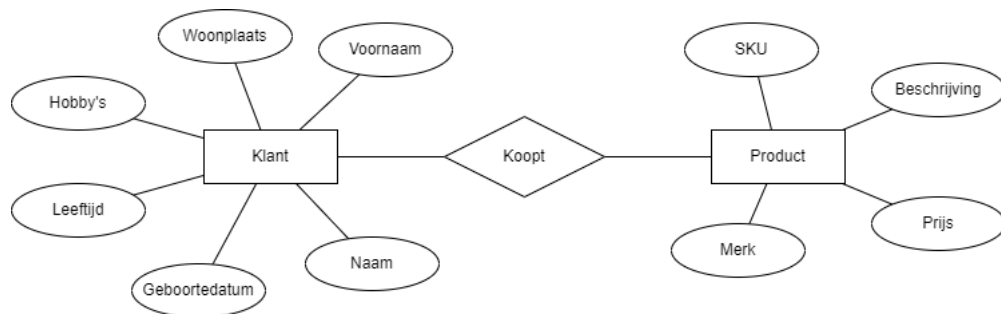 Woonplaats
Voornaam
SKU
Hobby's
Beschrijving
Klant
Koopt
Product
Leeftijd
Prijs
Merk
Naam
Geboortedatum